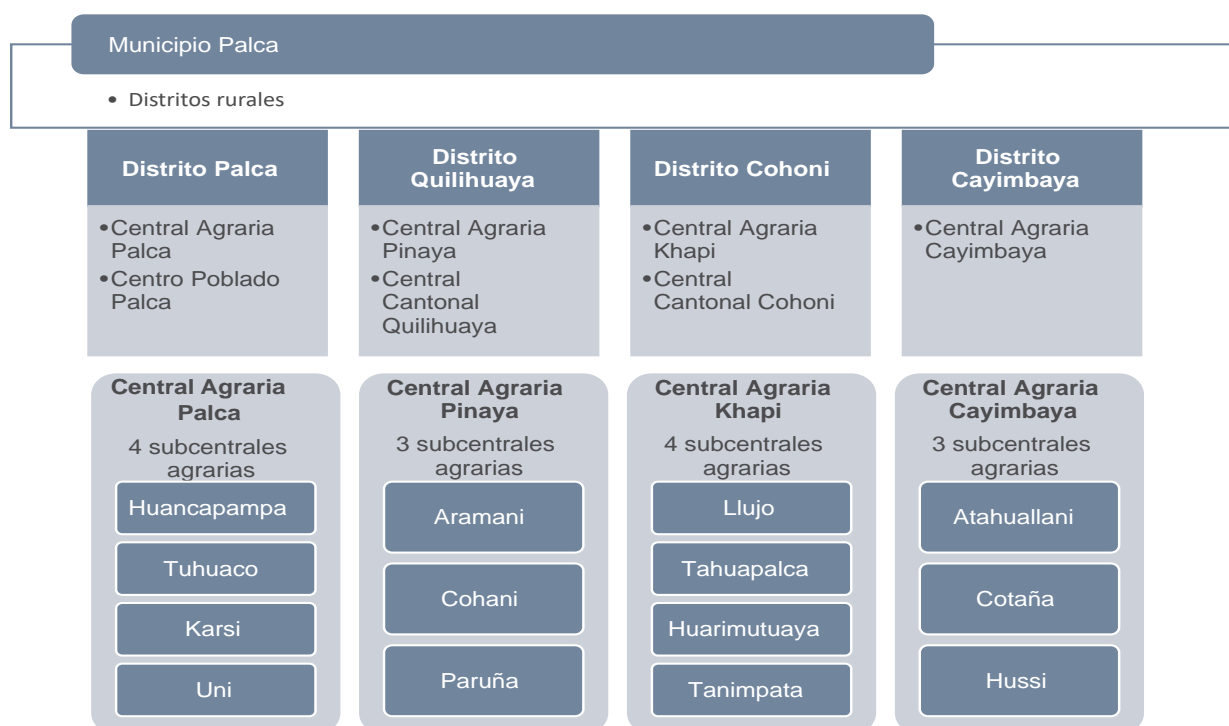 Municipio Palca
• Distritos rurales
Distrito Palca
•Central Agraria
Palca
•Centro Poblado
Palca
Distrito
Quilihuaya
•Central Agraria
Pinaya
•Central
Cantonal
Quilihuaya
Distrito Cohoni
•Central Agraria
Khapi
•Central
Cantonal Cohoni
Distrito
Cayimbaya
•Central Agraria
Cayimbaya
Central Agraria
Palca
4 subcentrales
agrarias
Huancapampa
Tuhuaco
Karsi
Uni
Central Agraria
Pinaya
3 subcentrales
agrarias
Aramani
Cohani
Paruña
Central Agraria
Khapi
4 subcentrales
agrarias
Llujo
Tahuapalca
Huarimutuaya
Tanimpata
Central Agraria
Cayimbaya
3 subcentrales
agrarias
Atahuallani
Cotaña
Hussi